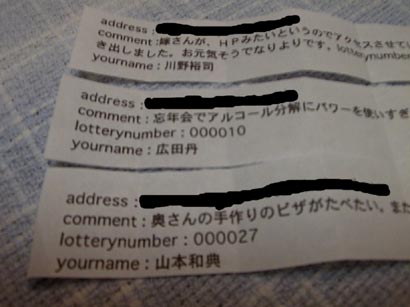 address :
comment : 嫁さんが、ＨＰみたいというのでアクセスさせてい
き出しました。お元気そうでなりよりです。lotterynumber
yourname : 川野裕司
address :
comment : 忘年会でアルコール分解にパワーを使いすぎ
lotterynumber : 000010
yourname : 広田丹
address :
comment : 奥さんの手作りのピザがたべたい。また
lotterynumber : 000027
yourname : 山本和典